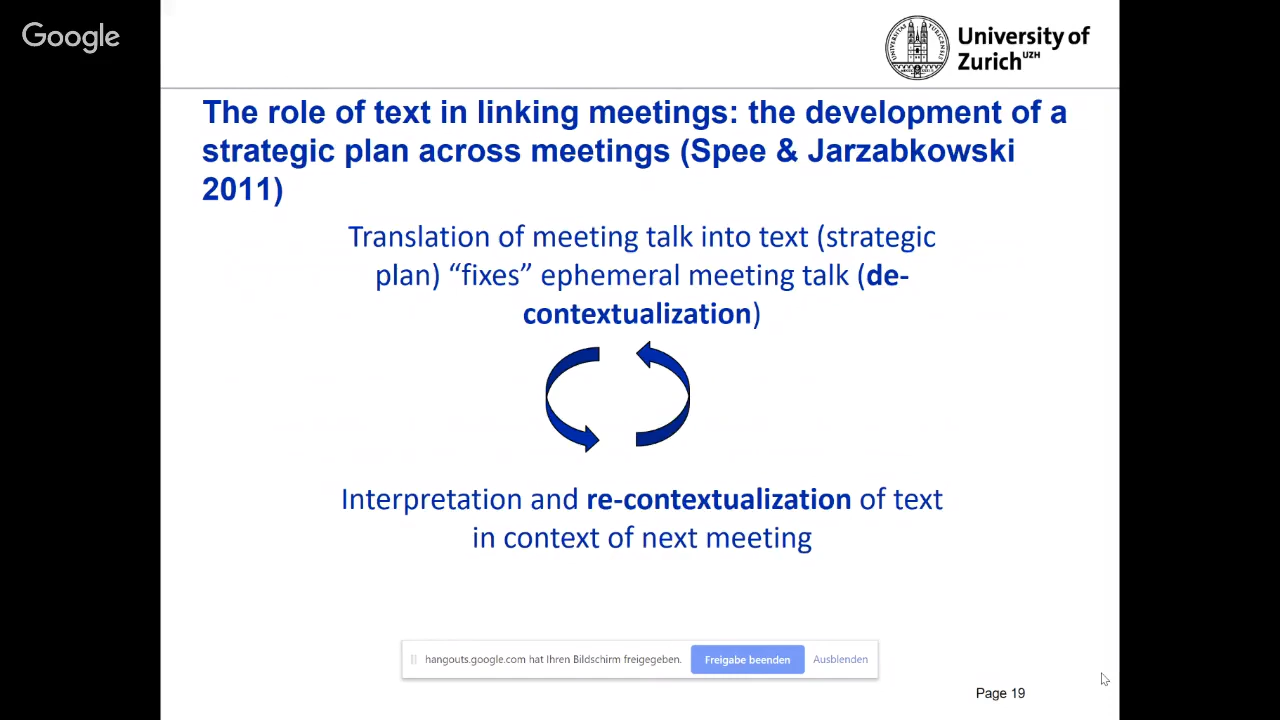 Google
University of
Zurich UZH
The role of text in linking meetings: the development of a
strategic plan across meetings (Spee & Jarzabkowski
2011)
Translation of meeting talk into text (strategic
plan) “fixes” ephemeral meeting talk (de-
contextualization)
Interpretation and re-contextualization of text
in context of next meeting
hangouts.google.com hat Ihren Bildschirm freigegeben. Freigabe beenden Ausblenden
Page 19